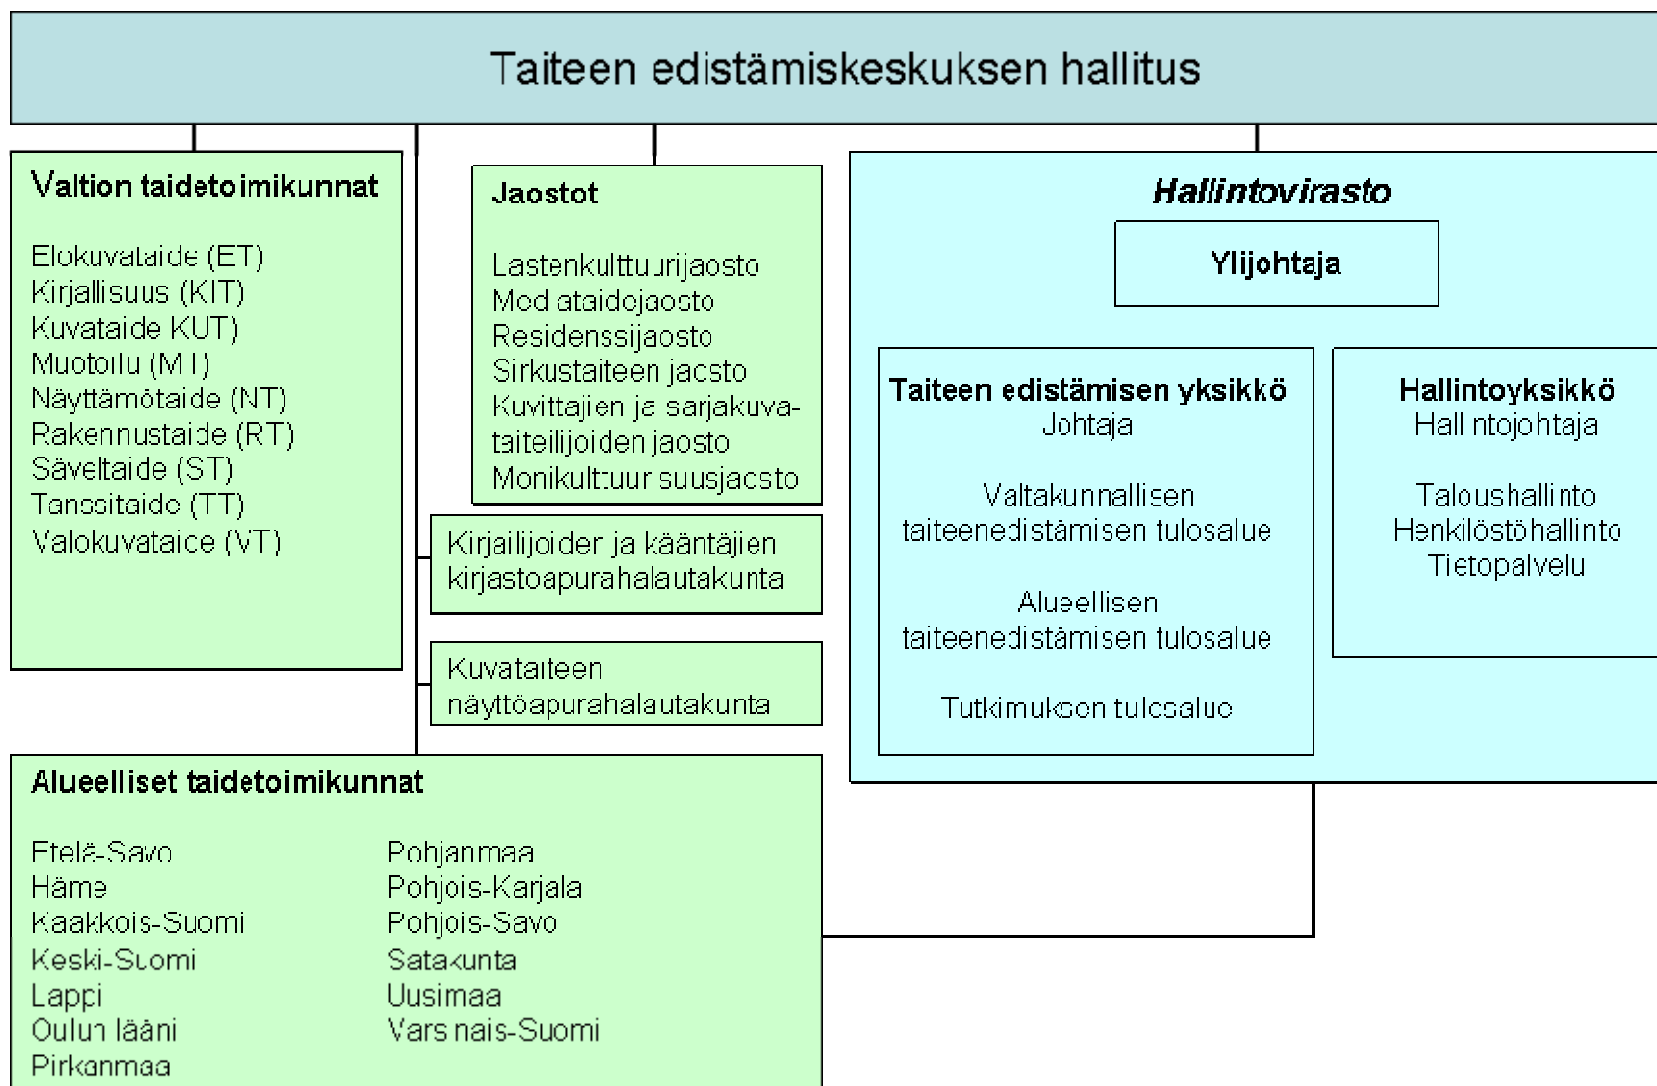 Taiteen edistämiskeskuksen hallitus
Valtion taidetoimikunnat
Elokuvataide (ET)
Kirjallisuus (KIT)
Kuvataide KUT)
Muotoilu (MT)
Näyttämötaide (NT)
Rakennustaide (RT)
Säveltaide (ST)
Tanssitaide (TT)
Valokuvataide (VT)
Jaostot
Lastenkulttuurijaosto
Mediataidejaosto
Residenssijaosto
Sirkustaiteen jaosto
Kuvittajien ja sarjakuva-
taiteilijoiden jaosto
Monikulttuurisuusjaosto
Kirjailijoiden ja kääntäjien
kirjastoapurahalautakunta
Kuvataiteen
näyttöapurahalautakunta
Hallintovirasto
Ylijohtaja
Taiteen edistämisen yksikkö
Johtaja
Valtakunnallisen
taiteenedistämisen tulosalue
Alueellisen
taiteenedistämisen tulosalue
Tutkimuksen tulosalue
Hallintoyksikkö
Hallintojohtaja
Taloushallinto
Henkilöstöhallinto
Tietopalvelu
Alueelliset taidetoimikunnat
Etelä-Savo
Häme
Kaakkois-Suomi
Keski-Suomi
Lappi
Oulun lääni
Pirkanmaa
Pohjanmaa
Pohjois-Karjala
Pohjois-Savo
Satakunta
Uusimaa
Varsinais-Suomi